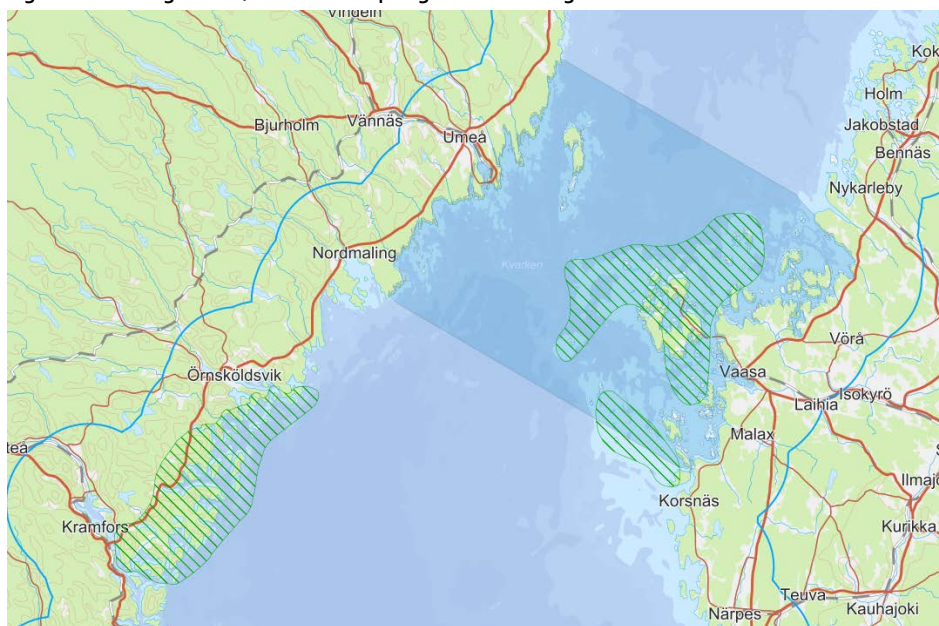 Vindeln
Kok
Holm
Bjurholm
Vännäs
Jakobstad
Umeå
Bennäs
Nykarleby
Nordmaling
Kvarken
Vörå
Örnsköldsvik
Vaasa
Isokyrö
Laihia
teå
Malax
S
Korsnäs
Ilmajo
Kramfors
Kurikka
Teuva
Närpes
Kauhajoki